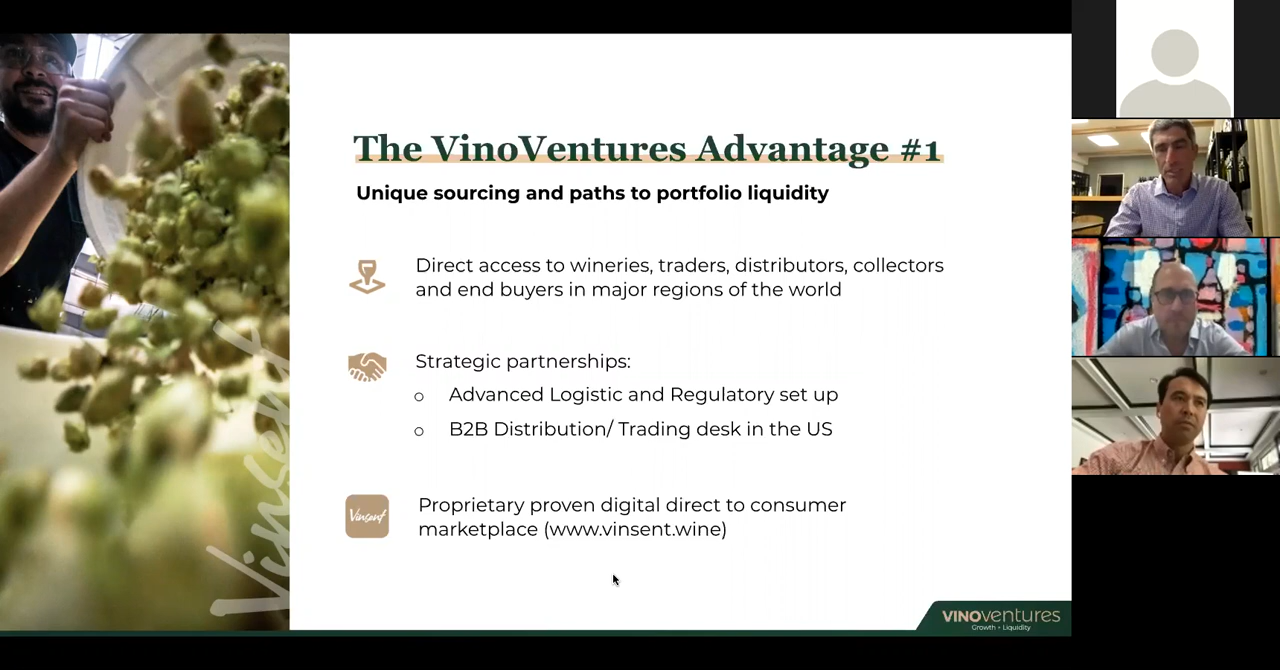 The VinoVentures Advantage #1
Unique sourcing and paths to portfolio liquidity
Direct access to wineries, traders, distributors, collectors
and end buyers in major regions of the world
Strategic partnerships:
o Advanced Logistic and Regulatory set up
o B2B Distribution/ Trading desk in the US
Vinsent
Proprietary proven digital direct to consumer
marketplace (www.vinsent.wine)
Vinsent
VINOventures
Growth + Liquidity